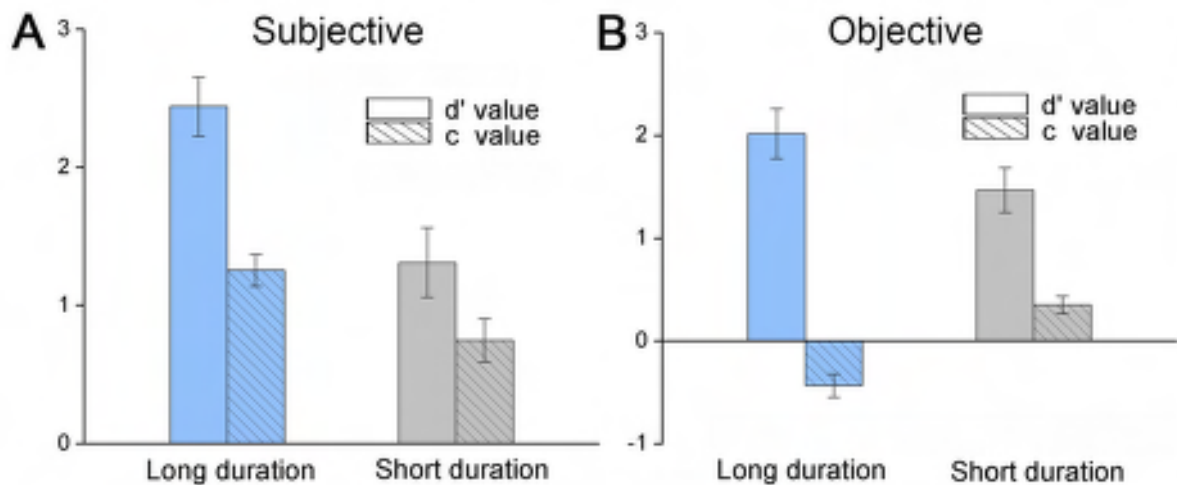 A
Subjective
3
2
1
0
d' value
c value
Long duration
Short duration
B
Objective
3
2
1
0
-1
d' value
c value
Long duration
Short duration